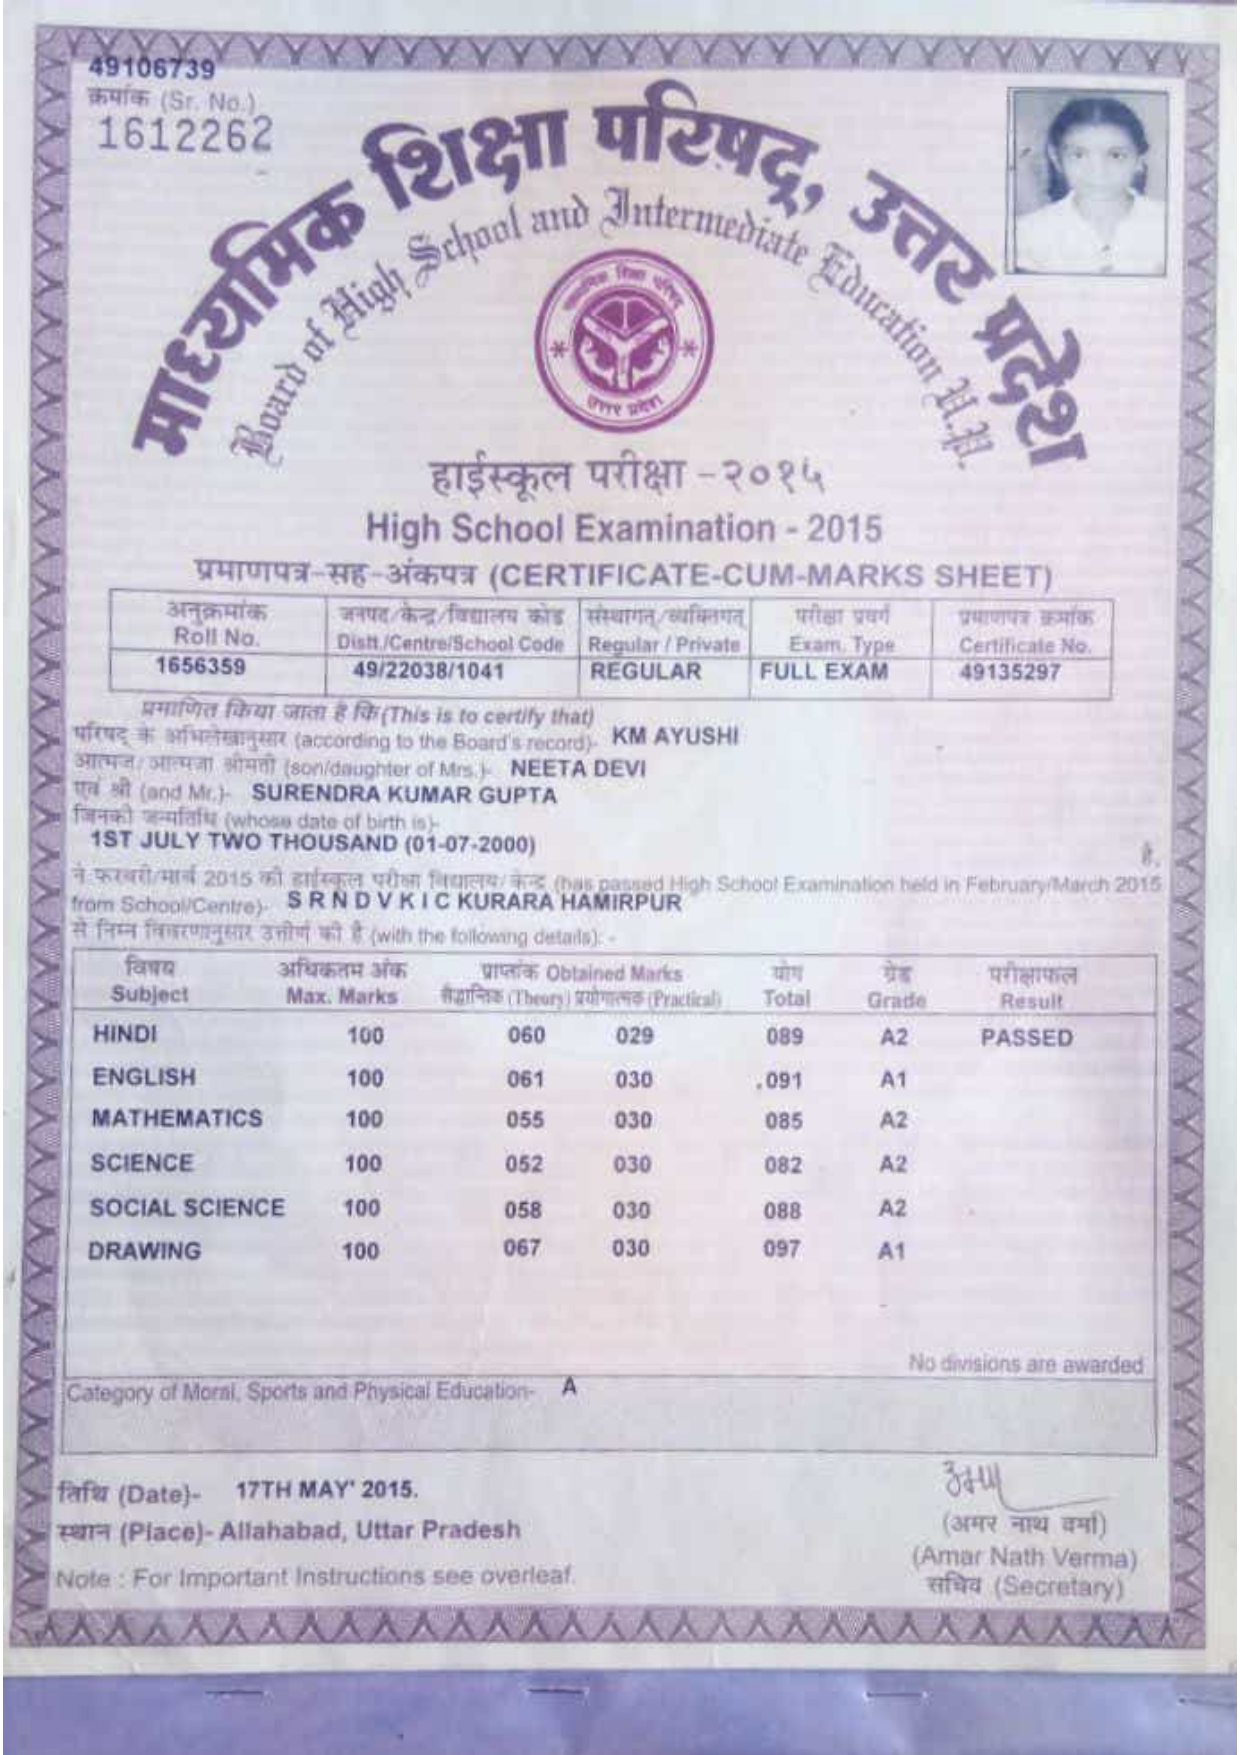 49106739
क्रमांक (Sr. No.)
1612262
माध्यमिक शिक्षा परिषद्, उत्तर प्रदेश
Board of High School and Intermediate Education U.P.
माध्यमिक शिक्षा परिषद्
उत्तर प्रदेश
हाईस्कूल परीक्षा - २०१५
High School Examination - 2015
प्रमाणपत्र-सह-अंकपत्र (CERTIFICATE-CUM-MARKS SHEET)
अनुक्रमांक जनपद/केन्द्र/विद्यालय कोड संस्थागत्/व्यक्तिगत् परीक्षा प्रवर्ग प्रमाणपत्र क्रमांक
Roll No. Distt./Centre/School Code Regular / Private Exam. Type Certificate No.
1656359 49/22038/1041 REGULAR FULL EXAM 49135297
प्रमाणित किया जाता है कि (This is to certify that)
परिषद् के अभिलेखानुसार (according to the Board's record)- KM AYUSHI
आत्मज/आत्मजा श्रीमती (son/daughter of Mrs.)- NEETA DEVI
एवं श्री (and Mr.)- SURENDRA KUMAR GUPTA
जिनकी जन्मतिथि (whose date of birth is)-
1ST JULY TWO THOUSAND (01-07-2000) है,
ने फरवरी/मार्च 2015 की हाईस्कूल परीक्षा विद्यालय/केन्द्र (has passed High School Examination held in February/March 2015
from School/Centre)- S R N D V K I C KURARA HAMIRPUR
से निम्न विवरणानुसार उत्तीर्ण की है (with the following details): -
विषय अधिकतम अंक प्राप्तांक Obtained Marks योग ग्रेड परीक्षाफल
Subject Max. Marks सैद्धान्तिक (Theory) प्रयोगात्मक (Practical) Total Grade Result
HINDI 100 060 029 089 A2 PASSED
ENGLISH 100 061 030 091 A1
MATHEMATICS 100 055 030 085 A2
SCIENCE 100 052 030 082 A2
SOCIAL SCIENCE 100 058 030 088 A2
DRAWING 100 067 030 097 A1
No divisions are awarded
Category of Moral, Sports and Physical Education- A
तिथि (Date)- 17TH MAY' 2015.
स्थान (Place)- Allahabad, Uttar Pradesh
(अमर नाथ वर्मा)
(Amar Nath Verma)
सचिव (Secretary)
Note : For Important Instructions see overleaf.